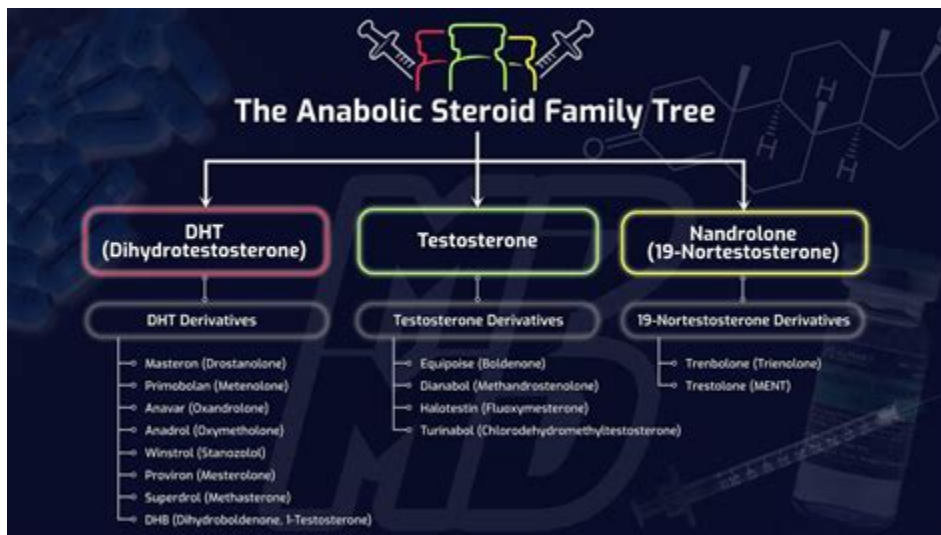 The Anabolic Steroid Family Tree
DHT
(Dihydrotestosterone)
DHT Derivatives
Masteron (Drostanolone)
Primobolan (Metenolone)
Anavar (Oxandrolone)
Anadrol (Oxymetholone)
Winstrol (Stanozolol)
Proviron (Mesterolone)
Superdrol (Methasterone)
DHB (Dihydroboldenone, 1-Testosterone)
Testosterone
Testosterone Derivatives
Equipoise (Boldenone)
Dianabol (Methandrostenolone)
Halotestin (Fluoxymesterone)
Turinabol (Chlorodehydromethyltestosterone)
Nandrolone
(19-Nortestosterone)
19-Nortestosterone Derivatives
Trenbolone (Trienolone)
Trestolone (MENT)
O
H
H
H